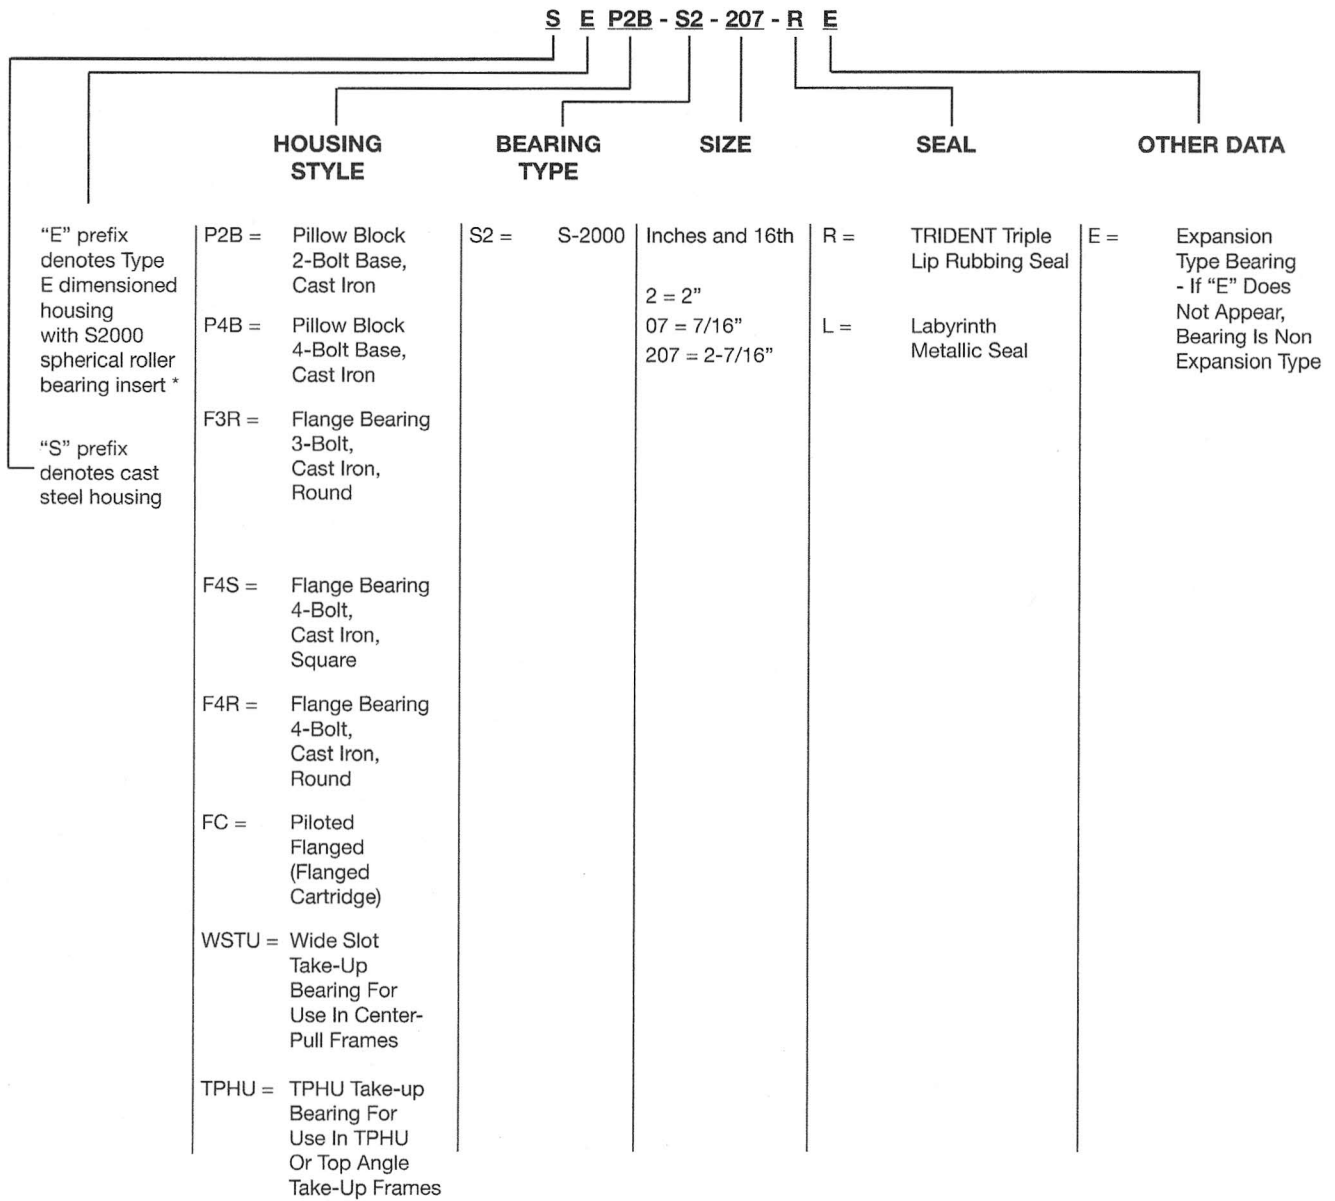 S E P2B - S2 - 207 - R E
HOUSING
STYLE
BEARING
TYPE
SIZE
SEAL
OTHER DATA
“E” prefix
denotes Type
E dimensioned
housing
with S2000
spherical roller
bearing insert *
“S” prefix
denotes cast
steel housing
P2B = Pillow Block
2-Bolt Base,
Cast Iron
P4B = Pillow Block
4-Bolt Base,
Cast Iron
F3R = Flange Bearing
3-Bolt,
Cast Iron,
Round
F4S = Flange Bearing
4-Bolt,
Cast Iron,
Square
F4R = Flange Bearing
4-Bolt,
Cast Iron,
Round
FC = Piloted
Flanged
(Flanged
Cartridge)
WSTU = Wide Slot
Take-Up
Bearing For
Use In Center-
Pull Frames
TPHU = TPHU Take-up
Bearing For
Use In TPHU
Or Top Angle
Take-Up Frames
S2 = S-2000
Inches and 16th
2 = 2”
07 = 7/16”
207 = 2-7/16”
R = TRIDENT Triple
Lip Rubbing Seal
L = Labyrinth
Metallic Seal
E = Expansion
Type Bearing
- If “E” Does
Not Appear,
Bearing Is Non
Expansion Type